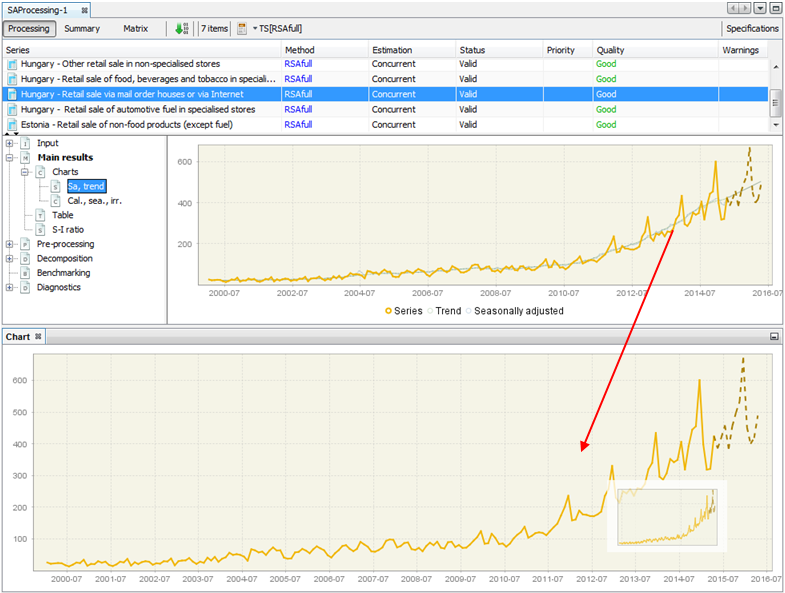 SAProcessing-1
Processing Summary Matrix 7 items TS[RSAfull] Specifications
Series Method Estimation Status Priority Quality Warnings
Hungary - Other retail sale in non-specialised stores RSAfull Concurrent Valid Good
Hungary - Retail sale of food, beverages and tobacco in speciali... RSAfull Concurrent Valid Good
Hungary - Retail sale via mail order houses or via Internet RSAfull Concurrent Valid Good
Hungary - Retail sale of automotive fuel in specialised stores RSAfull Concurrent Valid Good
Estonia - Retail sale of non-food products (except fuel) RSAfull Concurrent Valid Good
Input
Main results
Charts
Sa, trend
Cal., sea., irr.
Table
S-I ratio
Pre-processing
Decomposition
Benchmarking
Diagnostics
600
400
200
2000-07 2002-07 2004-07 2006-07 2008-07 2010-07 2012-07 2014-07 2016-07
Series Trend Seasonally adjusted
Chart
600
500
400
300
200
100
2000-07 2001-07 2002-07 2003-07 2004-07 2005-07 2006-07 2007-07 2008-07 2009-07 2010-07 2011-07 2012-07 2013-07 2014-07 2015-07 2016-07